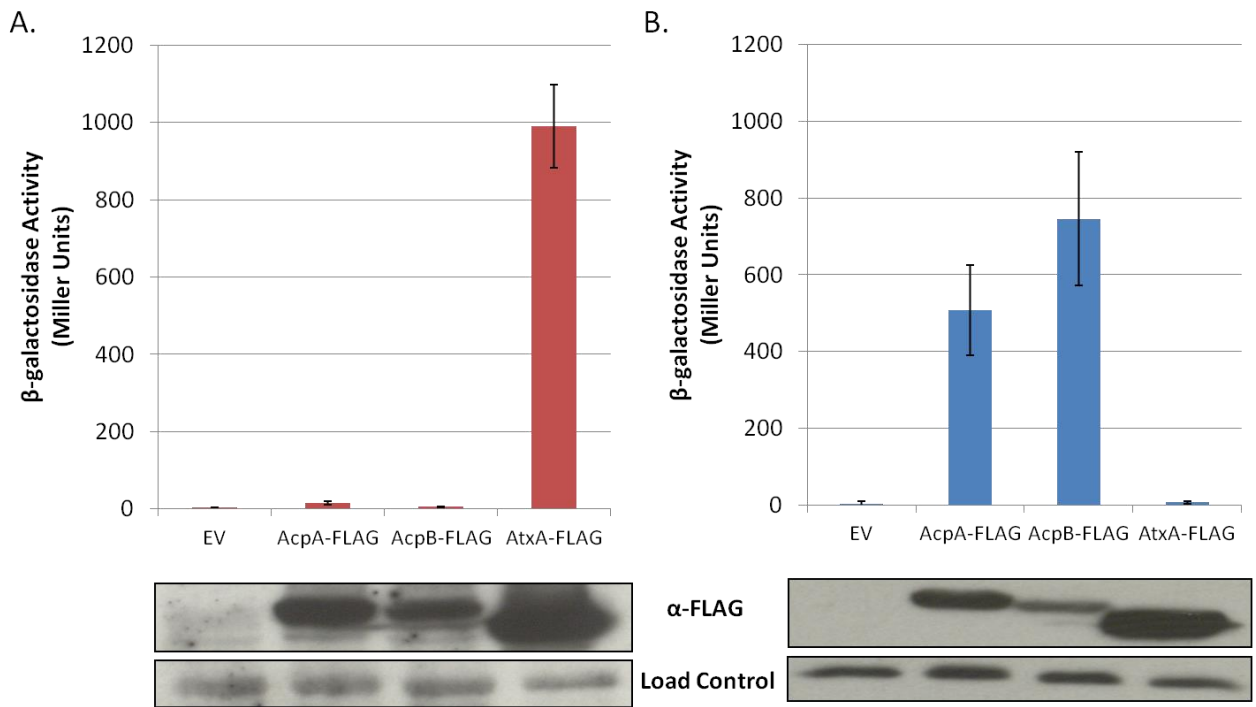 A.
β-galactosidase Activity
(Miller Units)
1200
1000
800
600
400
200
0
EV
AcpA-FLAG
AcpB-FLAG
AtxA-FLAG
B.
β-galactosidase Activity
(Miller Units)
1200
1000
800
600
400
200
0
EV
AcpA-FLAG
AcpB-FLAG
AtxA-FLAG
α-FLAG
Load Control